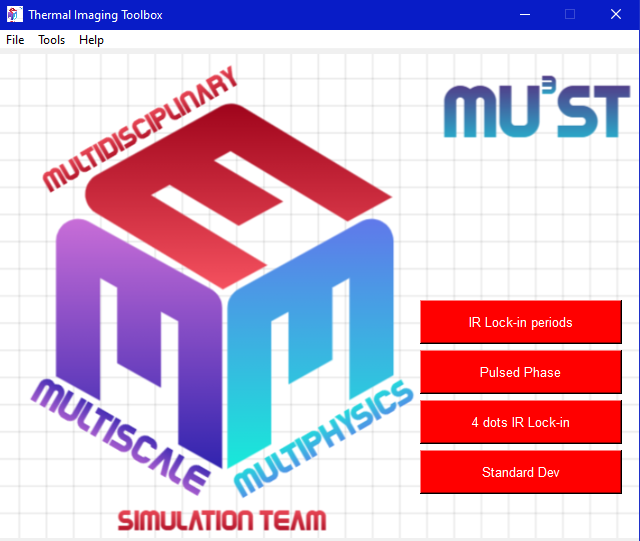 Thermal Imaging Toolbox
File Tools Help
MULTIDISCIPLINARY
MU³ST
IR Lock-in periods
Pulsed Phase
4 dots IR Lock-in
Standard Dev
MULTISCALE
MULTIPHYSICS
SIMULATION TEAM